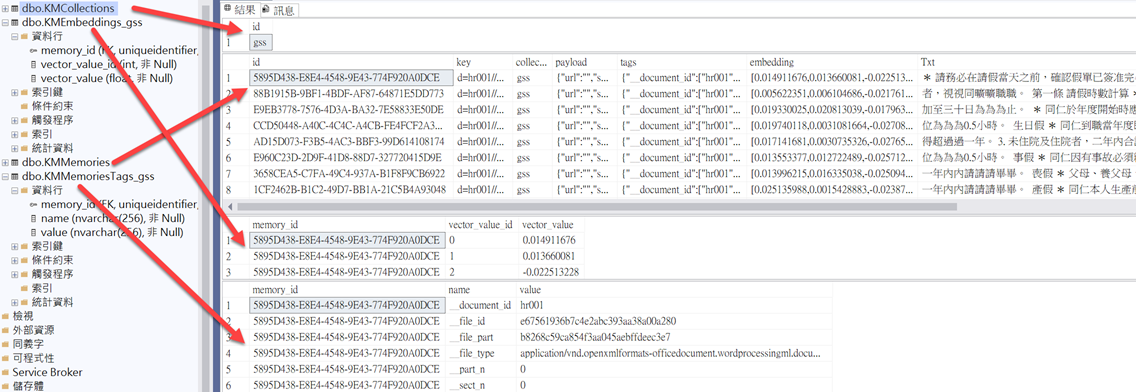 dbo.KMCollections
dbo.KMEmbeddings_gss
資料行
memory_id (FK, uniqueidentifier,
vector_value_id (int, 非 Null)
vector_value (float, 非 Null)
索引鍵
條件約束
觸發程序
索引
統計資料
dbo.KMMemories
dbo.KMMemoriesTags_gss
資料行
memory_id (FK, uniqueidentifier,
name (nvarchar(256), 非 Null)
value (nvarchar(256), 非 Null)
索引鍵
條件約束
觸發程序
索引
統計資料
檢視
外部資源
同義字
可程式性
Service Broker
儲存體
結果 訊息
id
1 gss
id key collec... payload tags embedding Txt
1 5895D438-E8E4-4548-9E43-774F920A0DCE d=hr001//... gss {"url":"","s... {"__document_id":["hr001"... [0.014911676,0.013660081,-0.022513... * 請務必在請假當天之前，確認假單已簽准完
2 88B1915B-9BF1-4BDF-AF87-64871E5DD773 d=hr001//... gss {"url":"","s... {"__document_id":["hr001"... [0.005622351,0.006104186,-0.021761... 者，視視同曠職曠職職。 第一條 請假時數計算 *
3 E9EB3778-7576-4D3A-BA32-7E58833E50DE d=hr001//... gss {"url":"","s... {"__document_id":["hr001"... [0.019330025,0.020813039,-0.017963... 加至三十日為為為止。 * 同仁於年度開始時應
4 CCD50448-A40C-4C4C-A4CB-FE4FCF2A3... d=hr001//... gss {"url":"","s... {"__document_id":["hr001"... [0.019740118,0.0031081664,-0.02708... 位為為為0.5小時。 生日假 * 同仁到職當年度
5 AD15D073-F3B5-4AC3-BBF3-99D614108174 d=hr001//... gss {"url":"","s... {"__document_id":["hr001"... [0.017141681,0.0030735326,-0.02765... 得超過過一年。 3. 未住院及住院者，二年內合計
6 E960C23D-2D9F-41D8-88D7-327720415D9E d=hr001//... gss {"url":"","s... {"__document_id":["hr001"... [0.013553377,0.012722489,-0.025712... 位為為為0.5小時。 事假 * 同仁因有事故必須
7 3658CEA5-C7FA-49C4-937A-B1F8F9CB6922 d=hr001//... gss {"url":"","s... {"__document_id":["hr001"... [0.013996215,0.016335038,-0.025094... 一年內內請請請畢畢。 喪假 * 父母、養父母、
8 1CF2462B-B1C2-49D7-BB1A-21C5B4A93048 d=hr001//... gss {"url":"","s... {"__document_id":["hr001"... [0.025135988,0.0015428883,-0.02387... 一年內內請請請畢畢。 產假 * 同仁本人生產
memory_id vector_value_id vector_value
1 5895D438-E8E4-4548-9E43-774F920A0DCE 0 0.014911676
2 5895D438-E8E4-4548-9E43-774F920A0DCE 1 0.013660081
3 5895D438-E8E4-4548-9E43-774F920A0DCE 2 -0.022513228
memory_id name value
1 5895D438-E8E4-4548-9E43-774F920A0DCE __document_id hr001
2 5895D438-E8E4-4548-9E43-774F920A0DCE __file_id e67561936b7c4e2abc393aa38a00a280
3 5895D438-E8E4-4548-9E43-774F920A0DCE __file_part b8268c59ca854f3aa045aebffdeec3e7
4 5895D438-E8E4-4548-9E43-774F920A0DCE __file_type application/vnd.openxmlformats-officedocument.wordprocessingml.docu...
5 5895D438-E8E4-4548-9E43-774F920A0DCE __part_n 0
6 5895D438-E8E4-4548-9E43-774F920A0DCE __sect_n 0